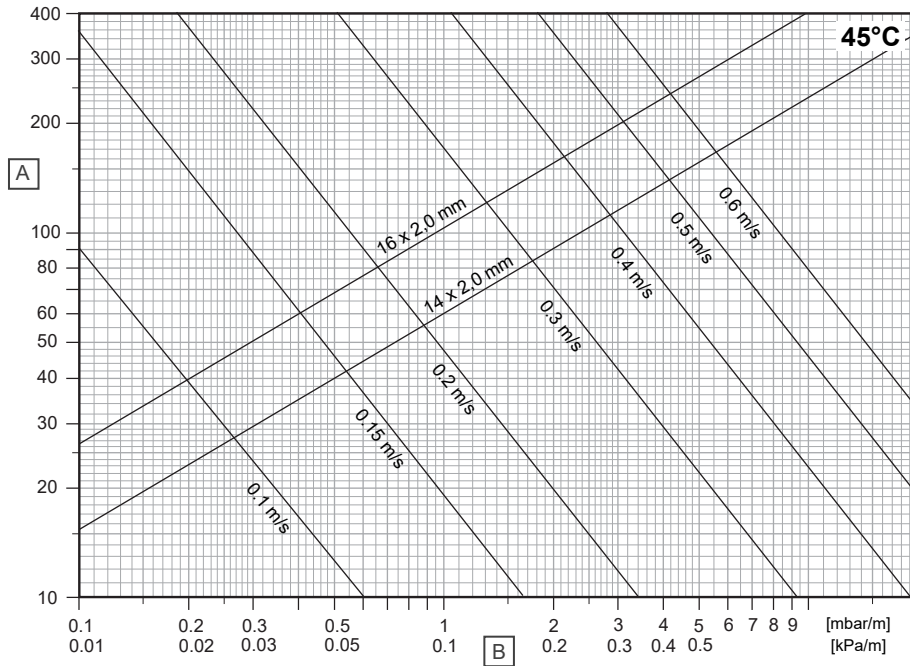 400
300
200
100
80
60
50
40
30
20
10
A
45°C
16 x 2,0 mm
14 x 2,0 mm
0.1 m/s
0.15 m/s
0.2 m/s
0.3 m/s
0.4 m/s
0.5 m/s
0.6 m/s
0.1 0.2 0.3 0.5 1 2 3 4 5 6 7 8 9 [mbar/m]
0.01 0.02 0.03 0.05 0.1 0.2 0.3 0.4 0.5 [kPa/m]
B